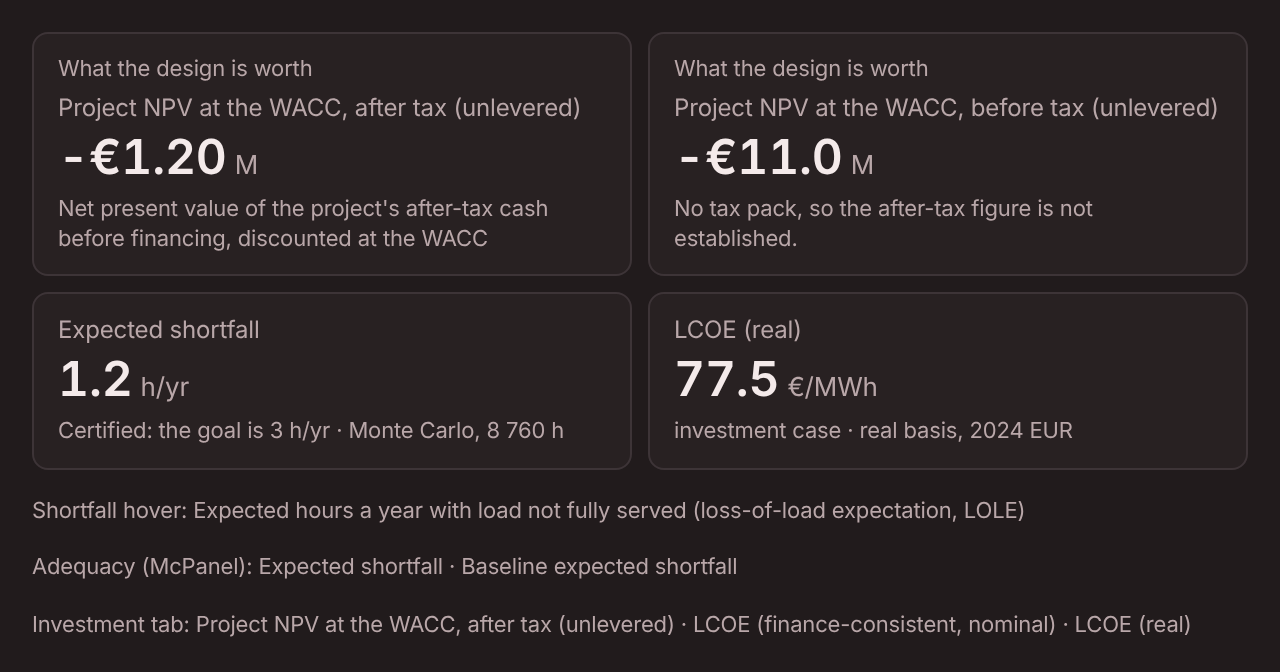 What the design is worth
Project NPV at the WACC, after tax (unlevered)
-€1.20 M
Net present value of the project's after-tax cash
before financing, discounted at the WACC
What the design is worth
Project NPV at the WACC, before tax (unlevered)
-€11.0 M
No tax pack, so the after-tax figure is not
established.
Expected shortfall
1.2 h/yr
Certified: the goal is 3 h/yr · Monte Carlo, 8 760 h
LCOE (real)
77.5 €/MWh
investment case · real basis, 2024 EUR
Shortfall hover: Expected hours a year with load not fully served (loss-of-load expectation, LOLE)
Adequacy (McPanel): Expected shortfall · Baseline expected shortfall
Investment tab: Project NPV at the WACC, after tax (unlevered) · LCOE (finance-consistent, nominal) · LCOE (real)